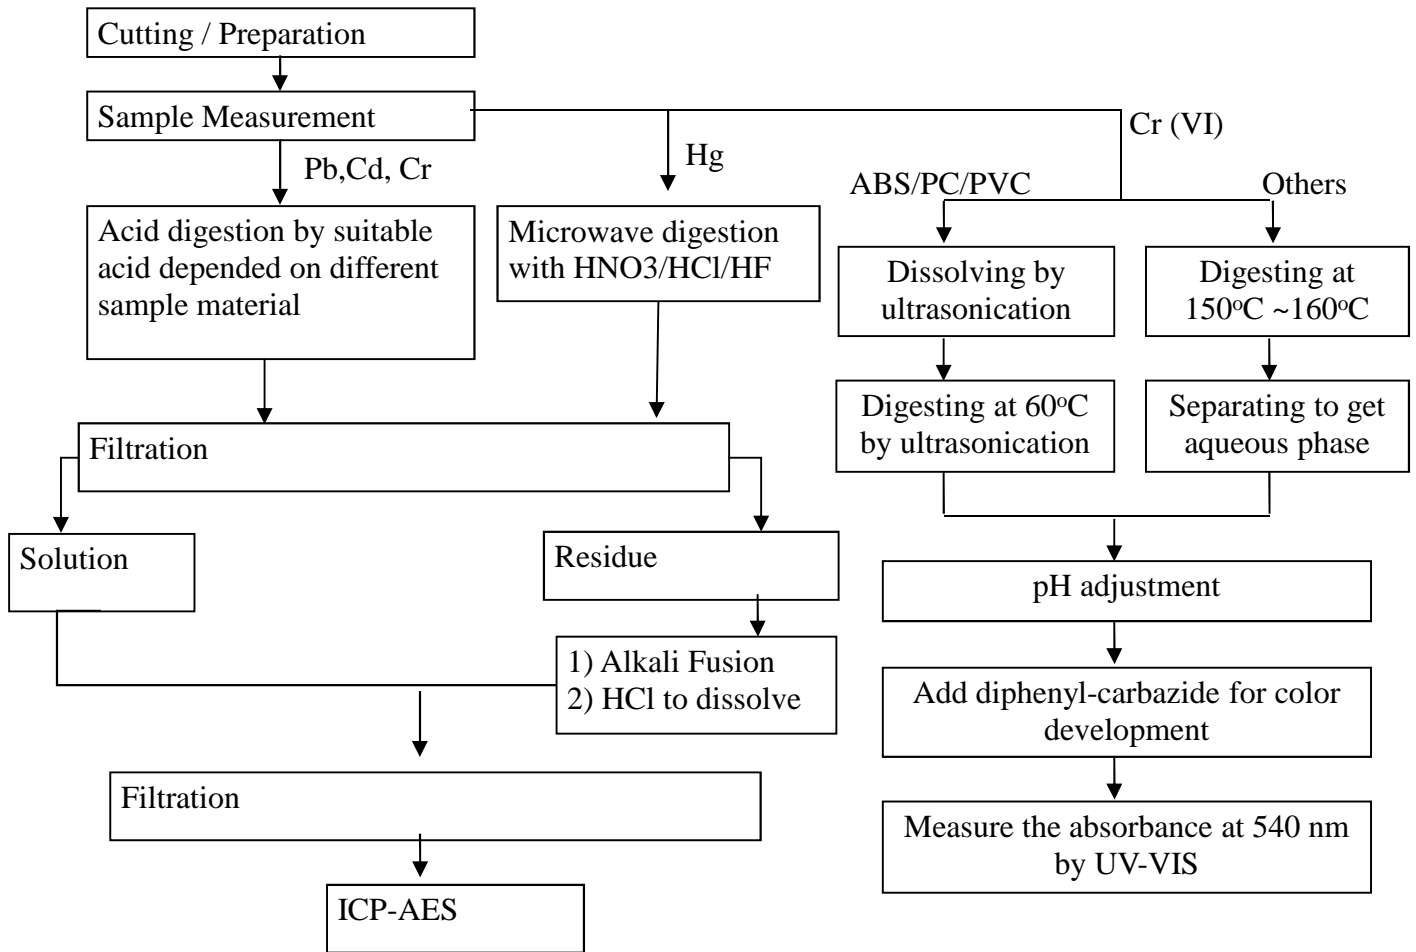 Cutting / Preparation
Sample Measurement
Pb,Cd, Cr
Hg
Cr (VI)
ABS/PC/PVC
Others
Acid digestion by suitable
acid depended on different
sample material
Microwave digestion
with HNO3/HCl/HF
Dissolving by
ultrasonication
Digesting at
150°C ~160°C
Digesting at 60°C
by ultrasonication
Separating to get
aqueous phase
Filtration
Solution
Residue
1) Alkali Fusion
2) HCl to dissolve
pH adjustment
Add diphenyl-carbazide for color
development
Filtration
Measure the absorbance at 540 nm
by UV-VIS
ICP-AES